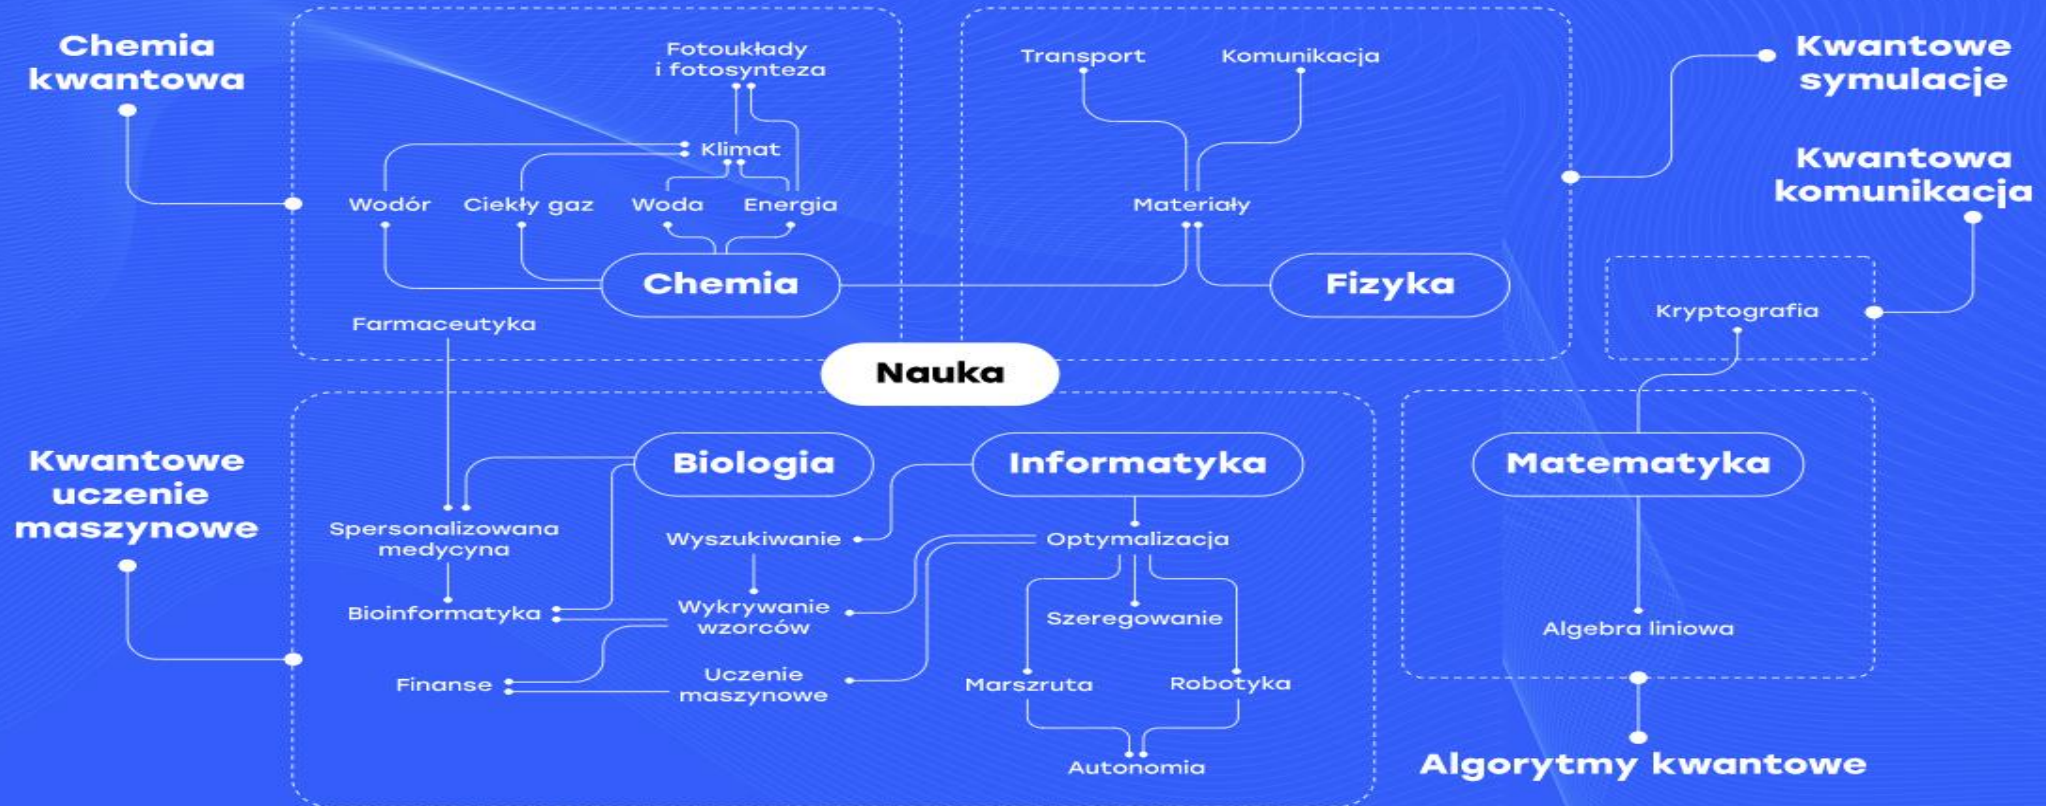 Chemia
kwantowa
Fotoukłady
i fotosynteza
Klimat
Wodór
Ciekły gaz
Woda
Energia
Chemia
Farmaceutyka
Transport
Komunikacja
Materiały
Fizyka
Kwantowe
symulacje
Kwantowa
komunikacja
Kryptografia
Nauka
Kwantowe
uczenie
maszynowe
Biologia
Informatyka
Matematyka
Spersonalizowana
medycyna
Wyszukiwanie
Optymalizacja
Bioinformatyka
Wykrywanie
wzorców
Szeregowanie
Algebra liniowa
Finanse
Uczenie
maszynowe
Marszruta
Robotyka
Autonomia
Algorytmy kwantowe